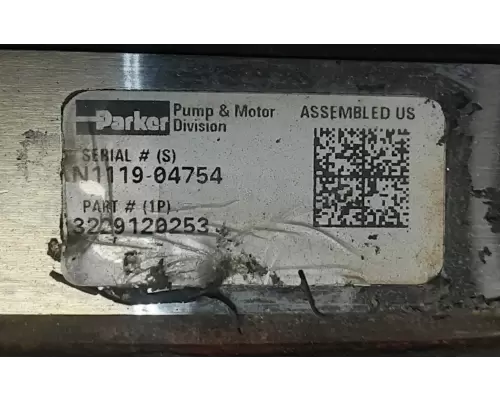 Parker
Pump & Motor
Division
ASSEMBLED US
SERIAL # (S)
N1119-04754
PART # (1P)
3229120253